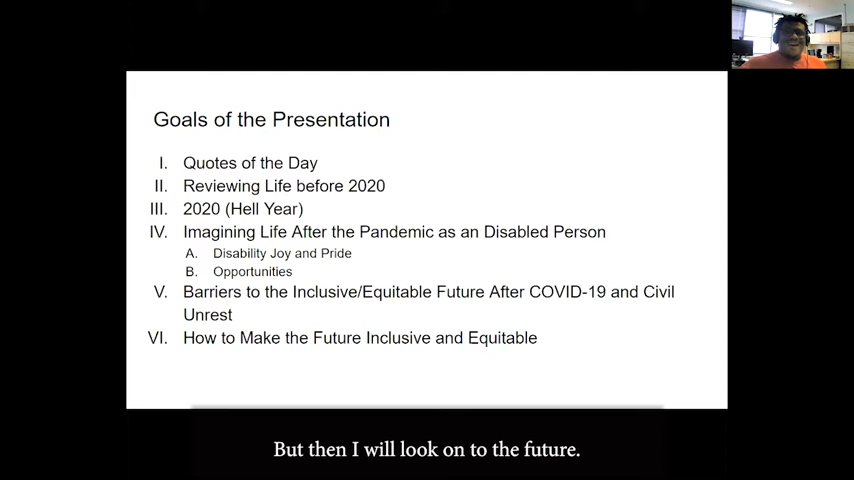 Goals of the Presentation
I. Quotes of the Day
II. Reviewing Life before 2020
III. 2020 (Hell Year)
IV. Imagining Life After the Pandemic as an Disabled Person
A. Disability Joy and Pride
B. Opportunities
V. Barriers to the Inclusive/Equitable Future After COVID-19 and Civil
Unrest
VI. How to Make the Future Inclusive and Equitable
But then I will look on to the future.